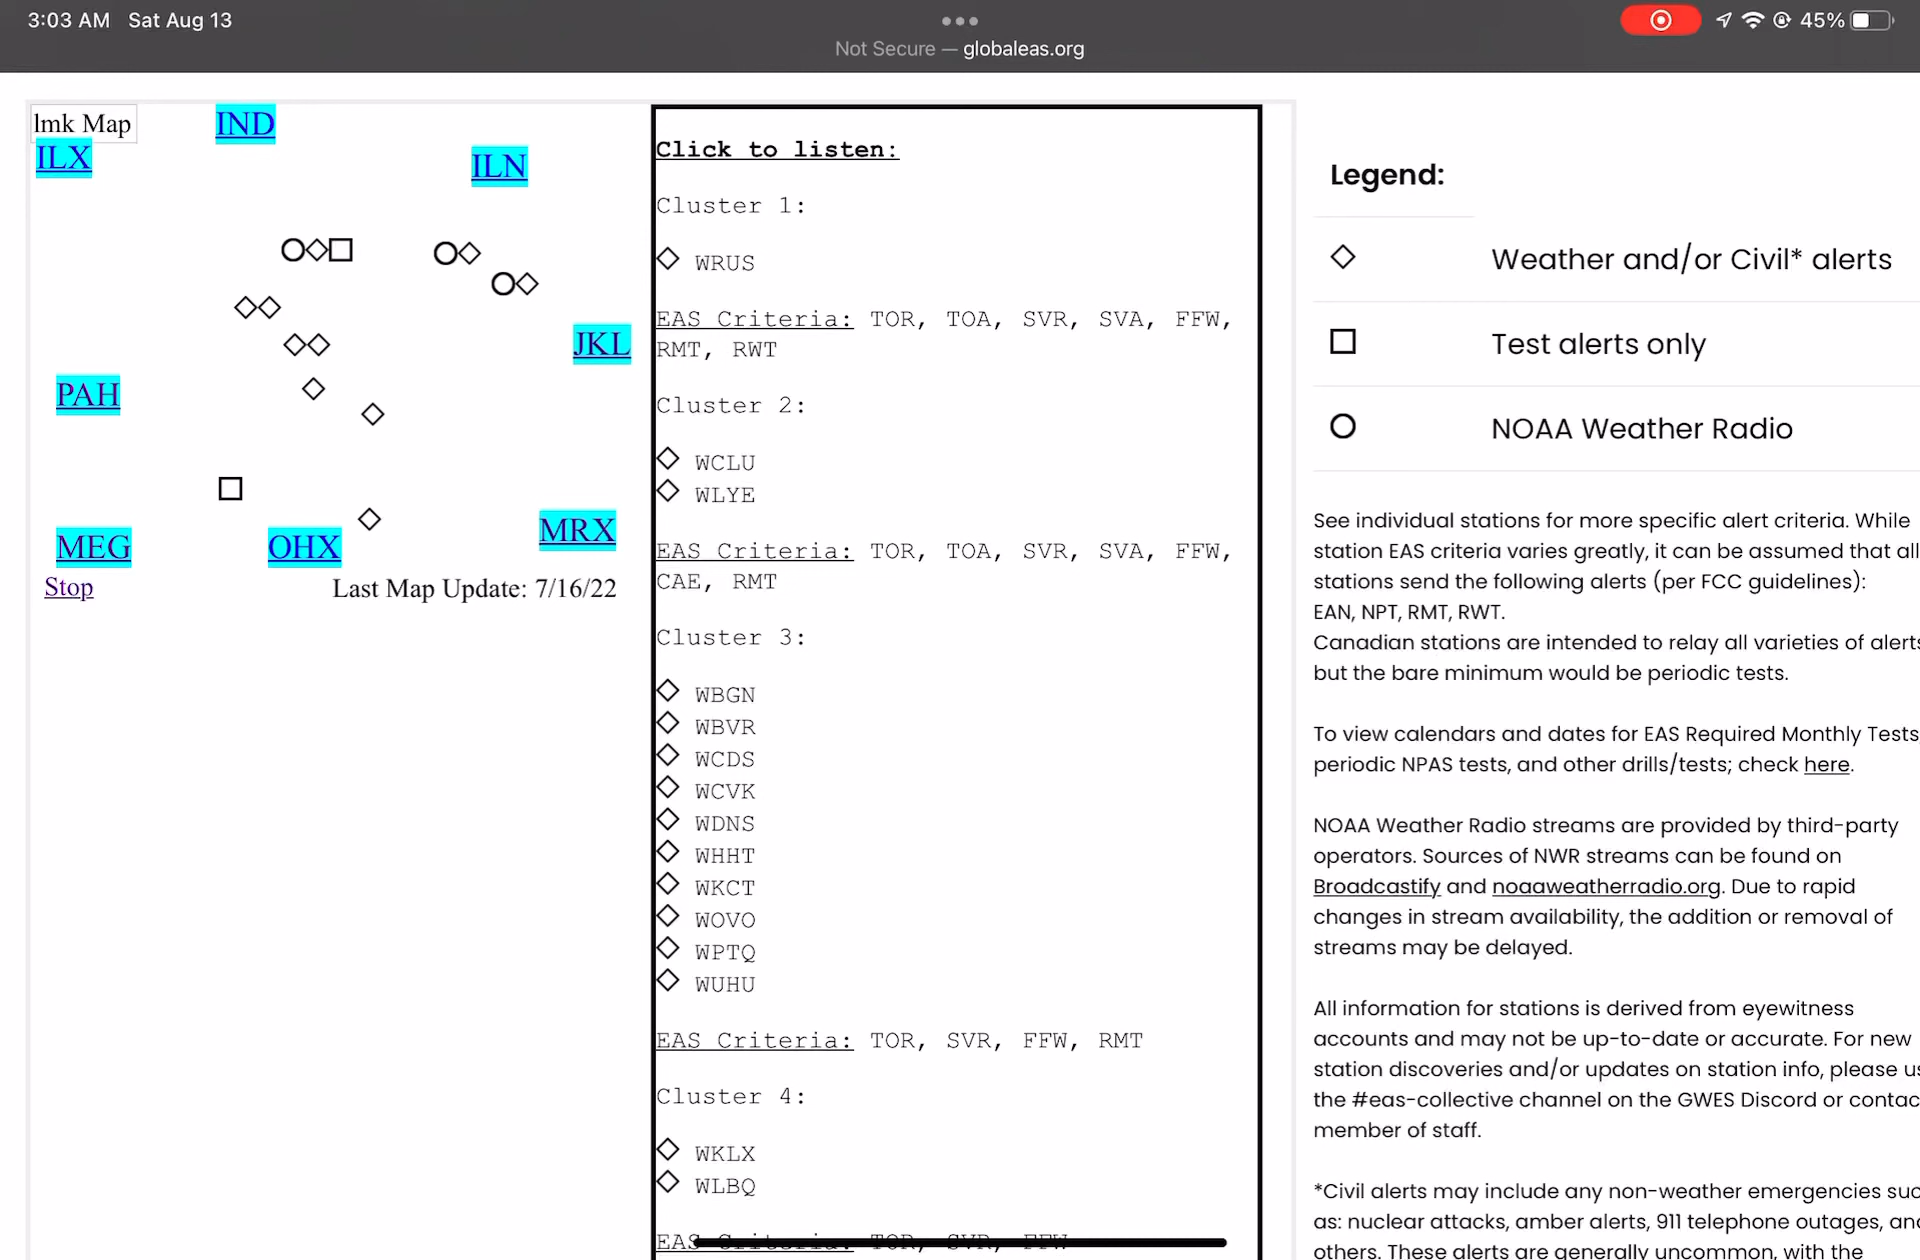 3:03 AM Sat Aug 13
45%
Not Secure — globaleas.org
lmk Map
IND
ILX
ILN
JKL
PAH
MEG
OHX
MRX
Stop
Last Map Update: 7/16/22
Click to listen:
Cluster 1:
WRUS
EAS Criteria: TOR, TOA, SVR, SVA, FFW,
RMT, RWT
Cluster 2:
WCLU
WLYE
EAS Criteria: TOR, TOA, SVR, SVA, FFW,
CAE, RMT
Cluster 3:
WBGN
WBVR
WCDS
WCVK
WDNS
WHHT
WKCT
WOVO
WPTQ
WUHU
EAS Criteria: TOR, SVR, FFW, RMT
Cluster 4:
WKLX
WLBQ
EAS Criteria: TOR, SVR, FFW
Legend:
Weather and/or Civil* alerts
Test alerts only
NOAA Weather Radio
See individual stations for more specific alert criteria. While
station EAS criteria varies greatly, it can be assumed that all
stations send the following alerts (per FCC guidelines):
EAN, NPT, RMT, RWT.
Canadian stations are intended to relay all varieties of alerts
but the bare minimum would be periodic tests.
To view calendars and dates for EAS Required Monthly Tests
periodic NPAS tests, and other drills/tests; check here.
NOAA Weather Radio streams are provided by third-party
operators. Sources of NWR streams can be found on
Broadcastify and noaaweatherradio.org. Due to rapid
changes in stream availability, the addition or removal of
streams may be delayed.
All information for stations is derived from eyewitness
accounts and may not be up-to-date or accurate. For new
station discoveries and/or updates on station info, please us
the #eas-collective channel on the GWES Discord or contac
member of staff.
*Civil alerts may include any non-weather emergencies suc
as: nuclear attacks, amber alerts, 911 telephone outages, an
others. These alerts are generally uncommon, with the